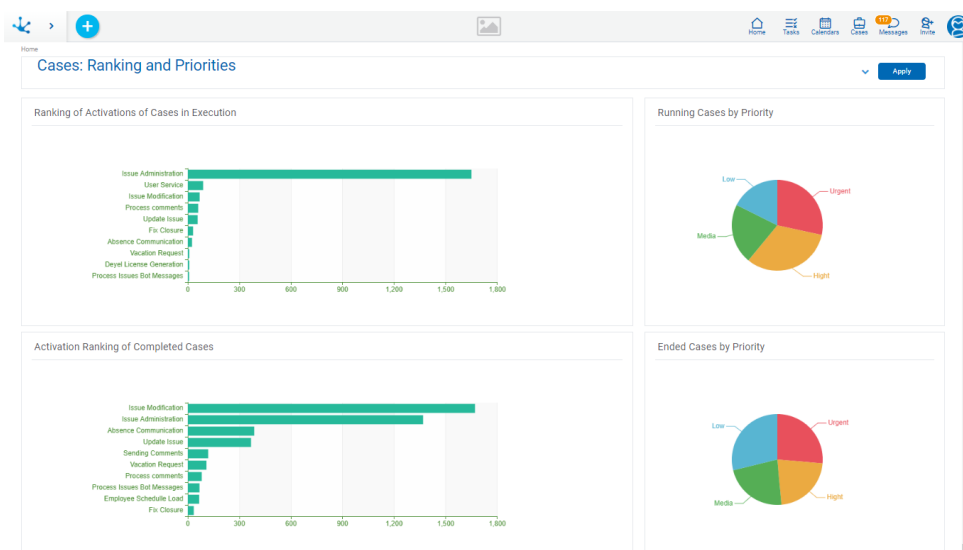 117
Home Tasks Calendars Cases Messages Invite
Home
Cases: Ranking and Priorities
Apply
Ranking of Activations of Cases in Execution
Issue Administration
User Service
Issue Modification
Process comments
Update Issue
Fix Closure
Absence Communication
Vacation Request
Deyel License Generation
Process Issues Bot Messages
0 300 600 900 1,200 1,500 1,800
Running Cases by Priority
Low
Urgent
Media
Hight
Activation Ranking of Completed Cases
Issue Modification
Issue Administration
Absence Communication
Update Issue
Sending Comments
Vacation Request
Process comments
Process Issues Bot Messages
Employee Schedulle Load
Fix Closure
0 300 600 900 1,200 1,500 1,800
Ended Cases by Priority
Low
Urgent
Media
Hight